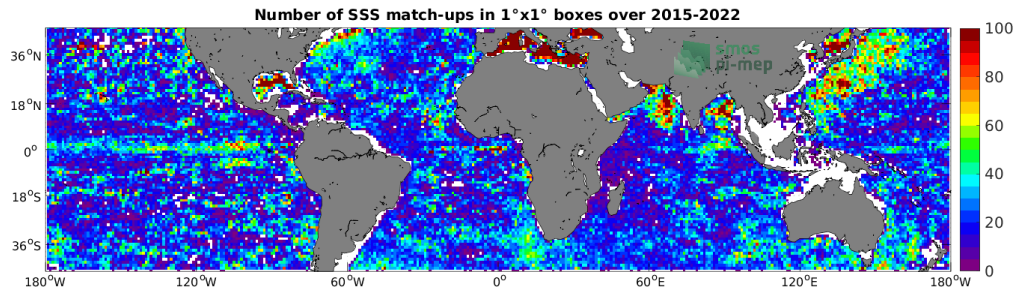 Number of SSS match-ups in 1°x1° boxes over 2015-2022
smos
pi-mep
36°N
18°N
0°
18°S
36°S
180°W
120°W
60°W
0°
60°E
120°E
180°W
100
80
60
40
20
0